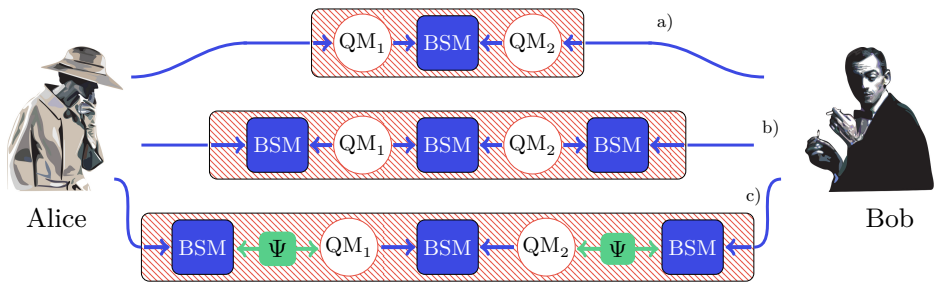 a)
QM₁ BSM QM₂
b)
BSM QM₁ BSM QM₂ BSM
c)
Alice Bob
BSM Ψ QM₁ BSM QM₂ Ψ BSM